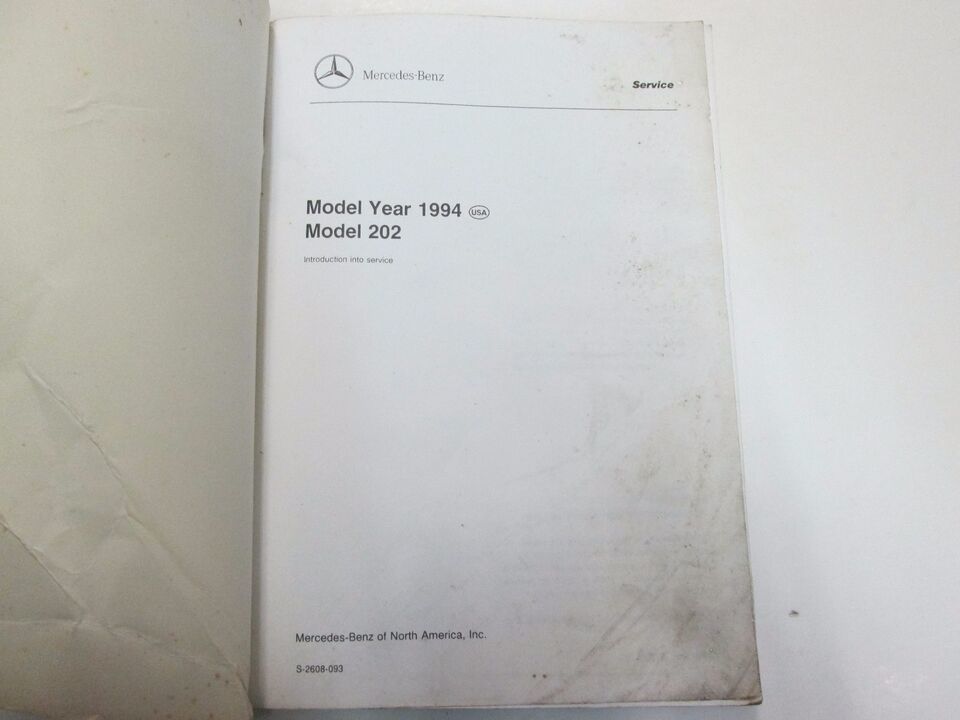 Mercedes-Benz
Service
Model Year 1994 USA
Model 202
Introduction into service
Mercedes-Benz of North America, Inc.
S-2608-093